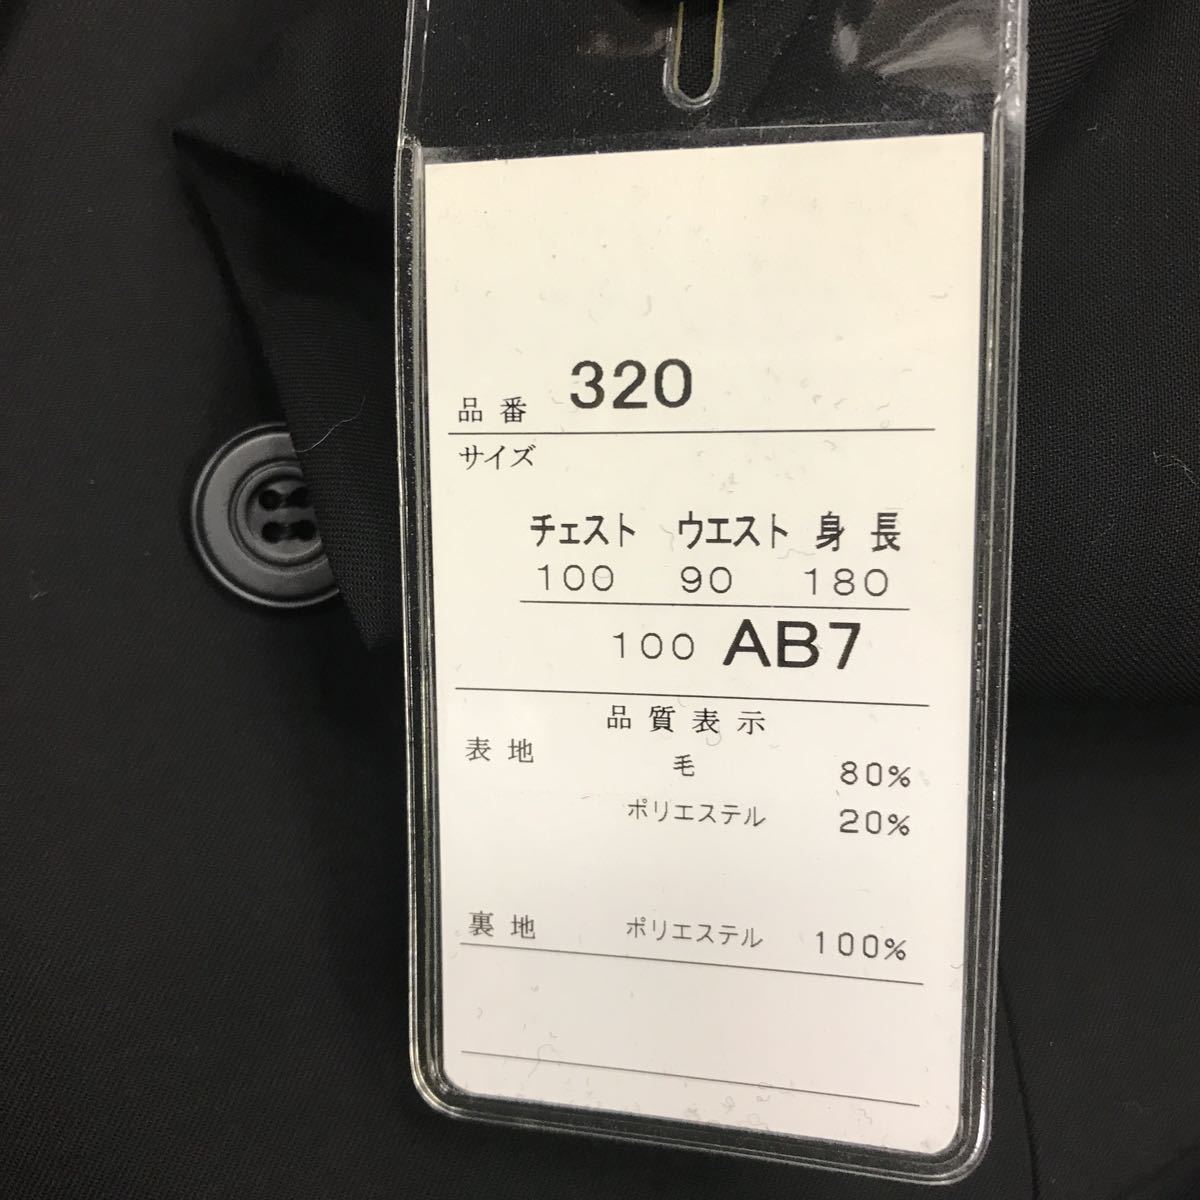 品番 320
サイズ
チェスト ウエスト 身長
100 90 180
100 AB7
品質表示
表地 毛 80%
ポリエステル 20%
裏地 ポリエステル 100%